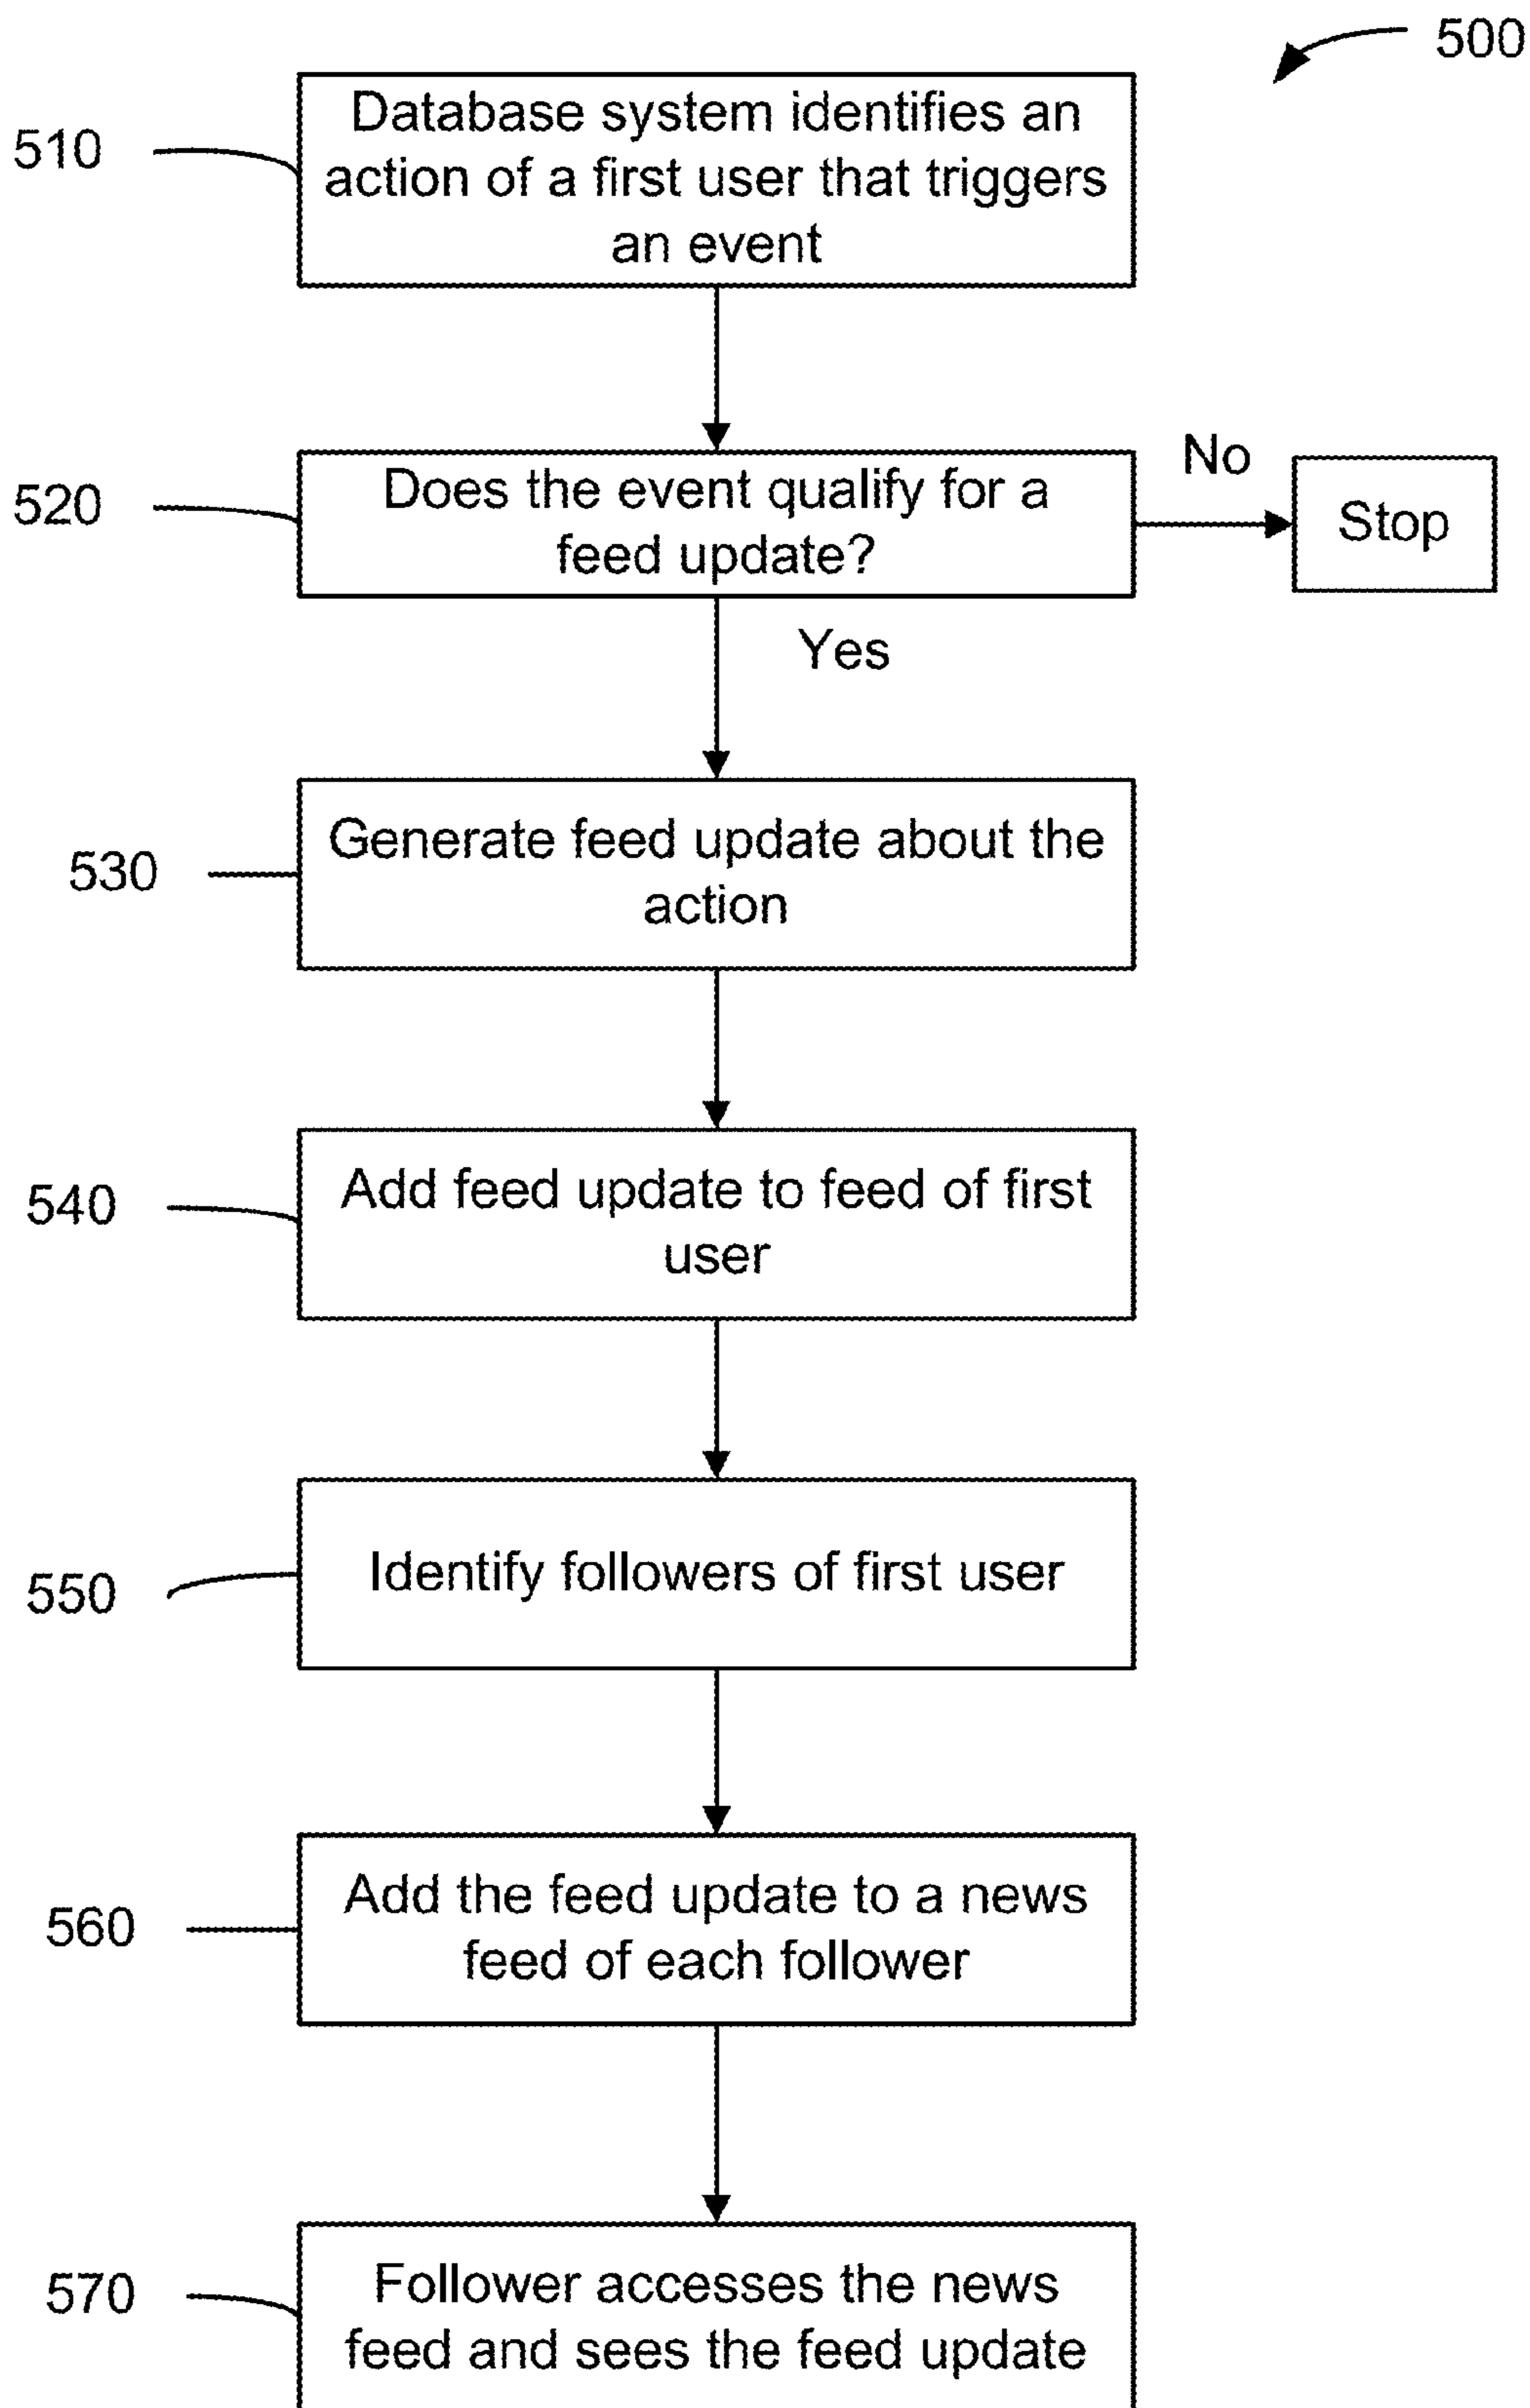 500
510
Database system identifies an
action of a first user that triggers
an event
520
Does the event qualify for a
feed update?
No
Stop
Yes
530
Generate feed update about the
action
540
Add feed update to feed of first
user
550
Identify followers of first user
560
Add the feed update to a news
feed of each follower
570
Follower accesses the news
feed and sees the feed update